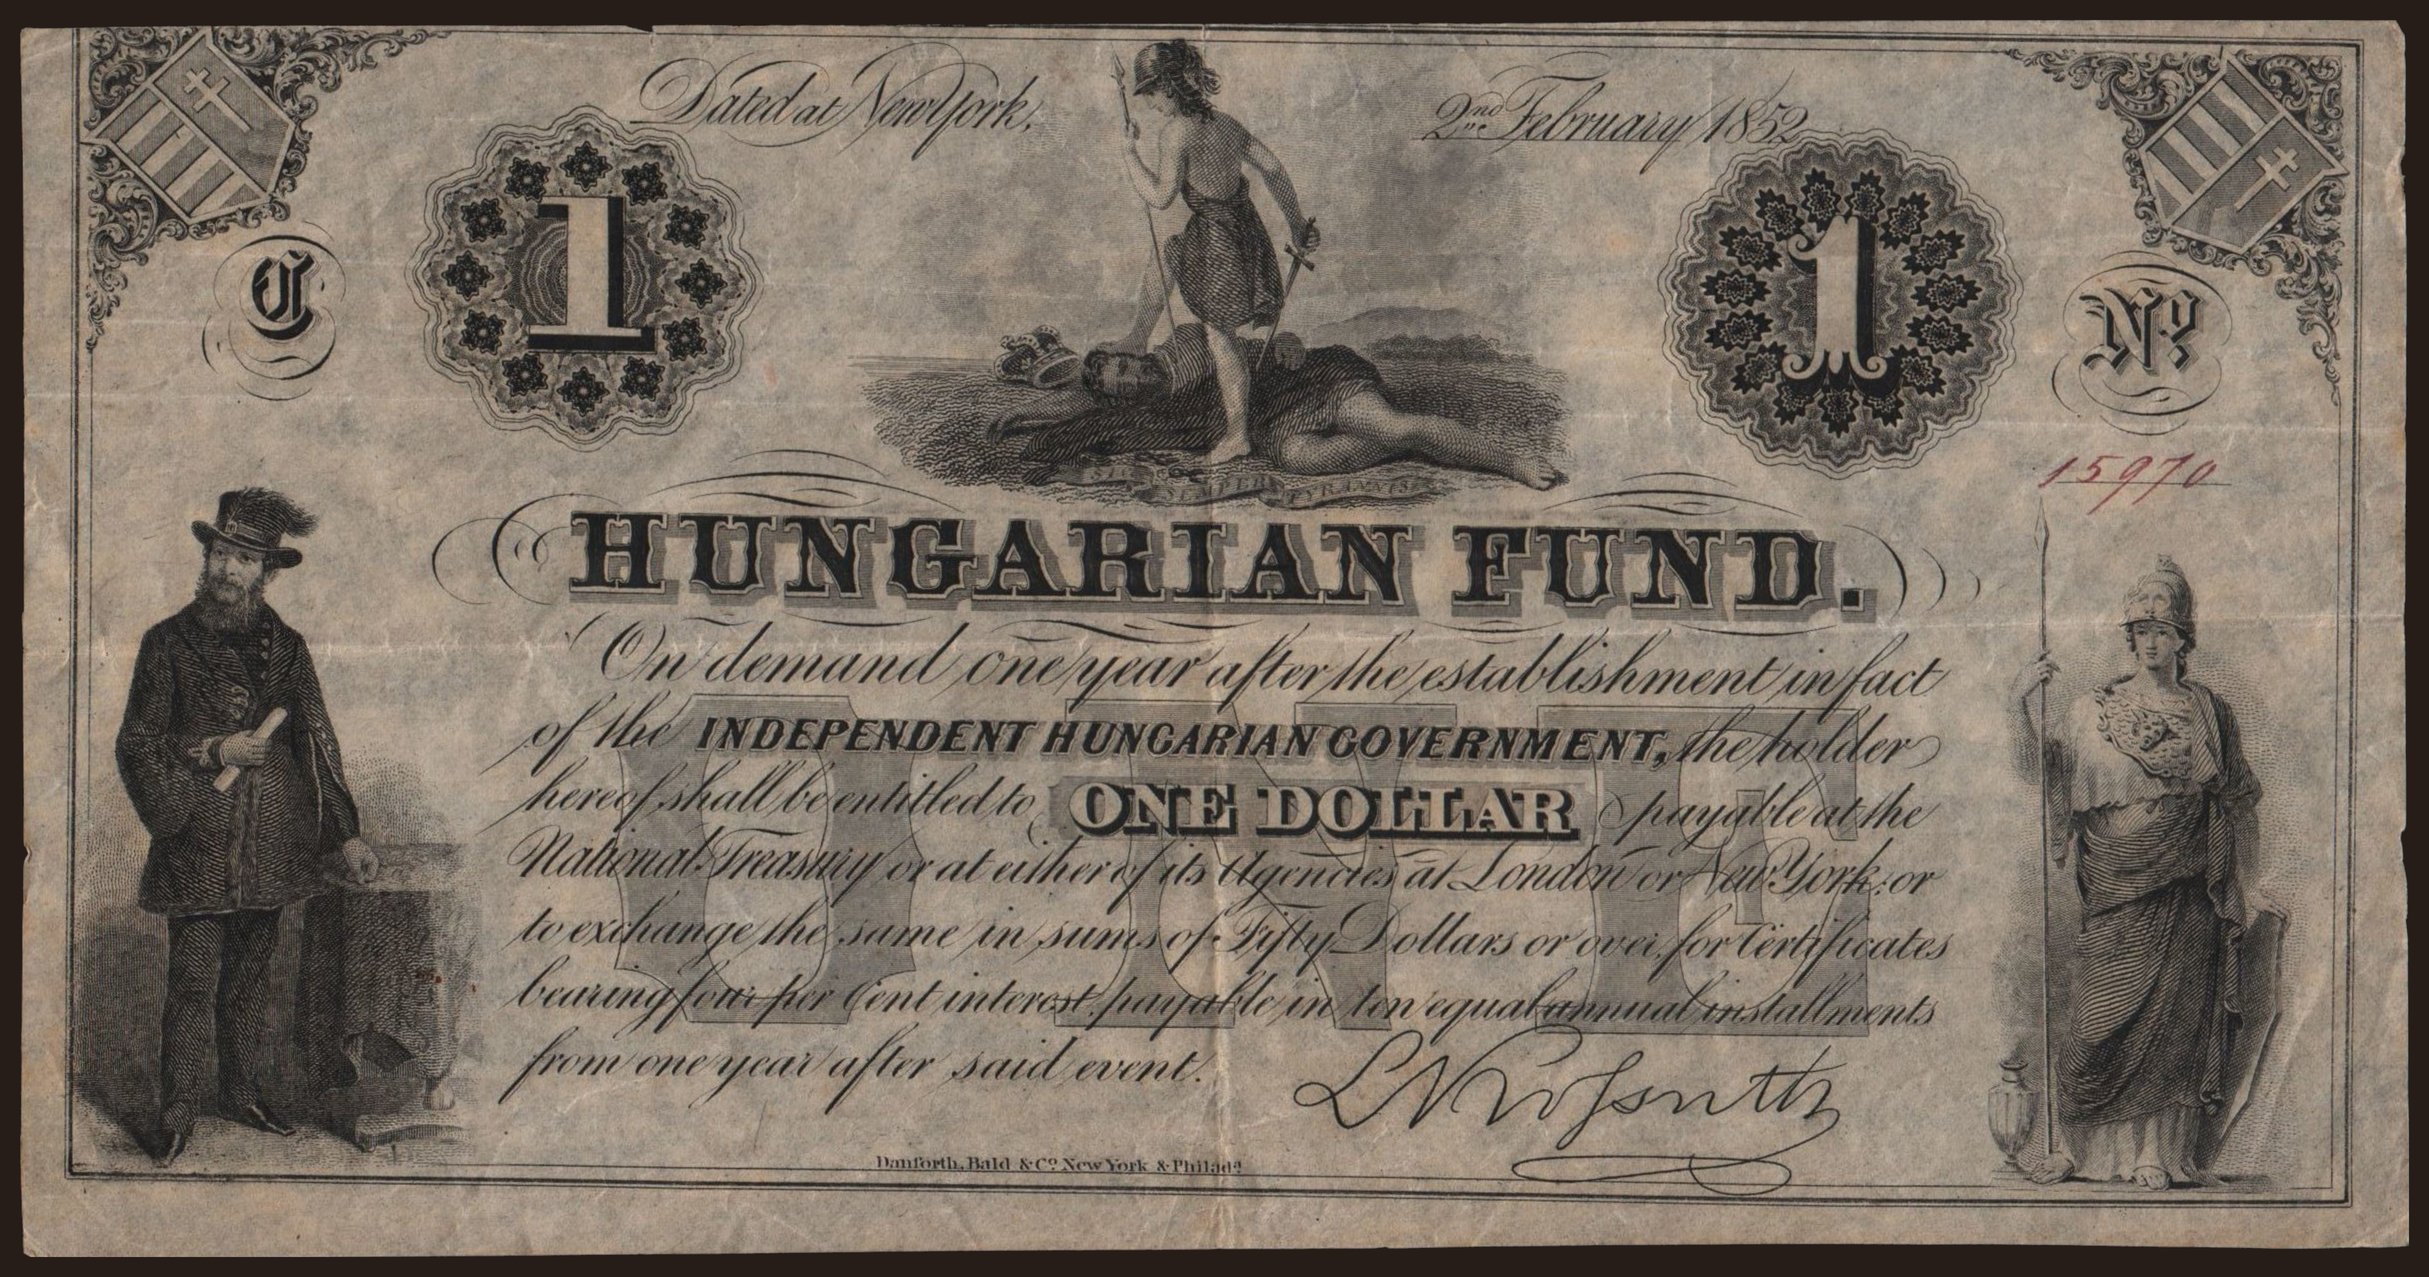 Dated at New York,
2nd February 1852
1
1
C
No
15970
SIC SEMPER TYRANNIS
HUNGARIAN FUND.
On demand one year after the establishment in fact
of the INDEPENDENT HUNGARIAN GOVERNMENT, the holder
hereof shall be entitled to ONE DOLLAR payable at the
National Treasury or at either of its Agencies at London or New York; or
to exchange the same in sums of Fifty Dollars or over, for Certificates
bearing four per Cent interest payable in ten equal annual installments
from one year after said event.
ONE
L Kossuth
Danforth, Bald & Co. New York & Philada.